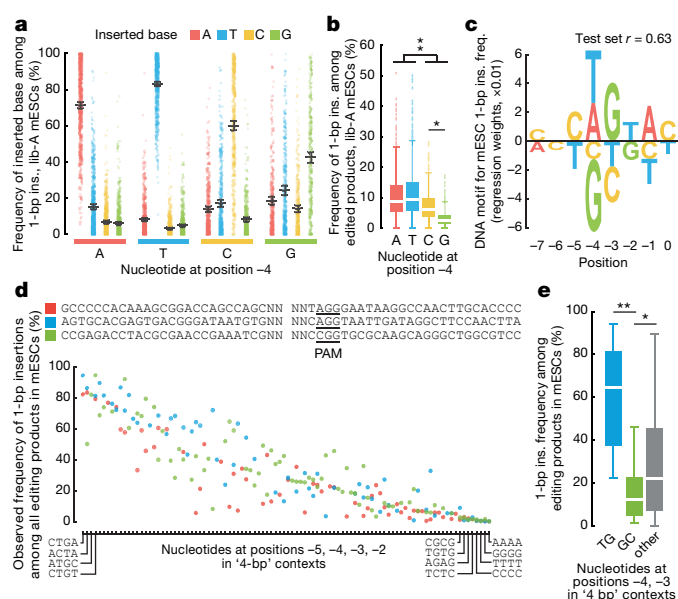 a
Inserted base A T C G
Frequency of inserted base among
1-bp ins., lib-A mESCs (%)
100
80
60
40
20
0
A T C G
Nucleotide at position –4
b
Frequency of 1-bp ins. among
edited products, lib-A mESCs (%)
60
50
40
30
20
10
0
*
*
*
A T C G
Nucleotide at
position –4
c
Test set r = 0.63
DNA motif for mESC 1-bp ins. freq.
(regression weights, ×0.01)
6
4
2
0
2
4
6
C A C C T A C G T G C T G A C T A C T C
–7 –6 –5 –4 –3 –2 –1 0
Position
d
GCCCCCACAAAGCGGACCAGCCAGCNN NNTAGGGAATAAGGCCAACTTGCACCCC
AGTGCACGAGTGACGGGATAATGTGNN NNCAGGTAATTGATAGGCTTCCAACTTA
CCGAGACCTACGCGAACCGAAATCGNN NNCCGGTGCGCAAGCAGGGCTGGCGTCC
PAM
Observed frequency of 1-bp insertions
among all editing products in mESCs (%)
100
80
60
40
20
0
CTGA
ACTA
ATGC
CTGT
Nucleotides at positions –5, –4, –3, –2
in ‘4-bp’ contexts
CGCG
TGTG
AGAG
TCTC
AAAA
GGGG
TTTT
CCCC
e
1-bp ins. frequency among
editing products in mESCs (%)
100
80
60
40
20
0
**
*
TG GC other
Nucleotides at
positions –4, –3
in ‘4 bp’ contexts